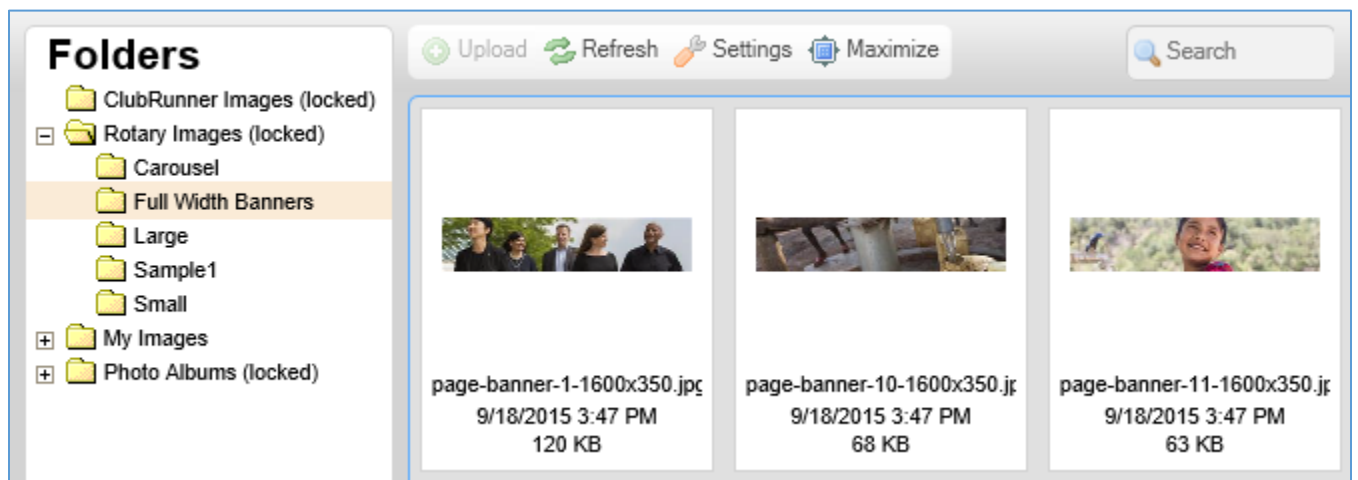 Folders
ClubRunner Images (locked)
Rotary Images (locked)
Carousel
Full Width Banners
Large
Sample1
Small
My Images
Photo Albums (locked)
Upload Refresh Settings Maximize Search
page-banner-1-1600x350.jpg page-banner-10-1600x350.jp page-banner-11-1600x350.jp
9/18/2015 3:47 PM 9/18/2015 3:47 PM 9/18/2015 3:47 PM
120 KB 68 KB 63 KB